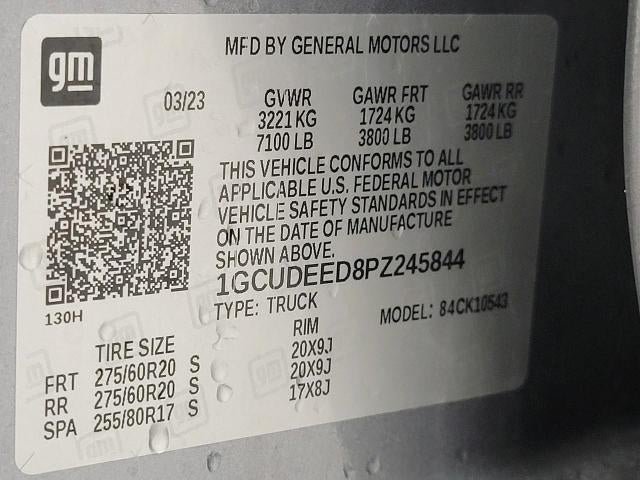 gm
MFD BY GENERAL MOTORS LLC
03/23 GVWR GAWR FRT GAWR RR
3221 KG 1724 KG 1724 KG
7100 LB 3800 LB 3800 LB
THIS VEHICLE CONFORMS TO ALL
APPLICABLE U.S. FEDERAL MOTOR
VEHICLE SAFETY STANDARDS IN EFFECT
ON THE DATE OF MANUFACTURE
SHOWN ABOVE.
1GCUDEED8PZ245844
130H
TYPE: TRUCK MODEL: 84CK10543
TIRE SIZE RIM
FRT 275/60R20 S 20X9J
RR 275/60R20 S 20X9J
SPA 255/80R17 S 17X8J